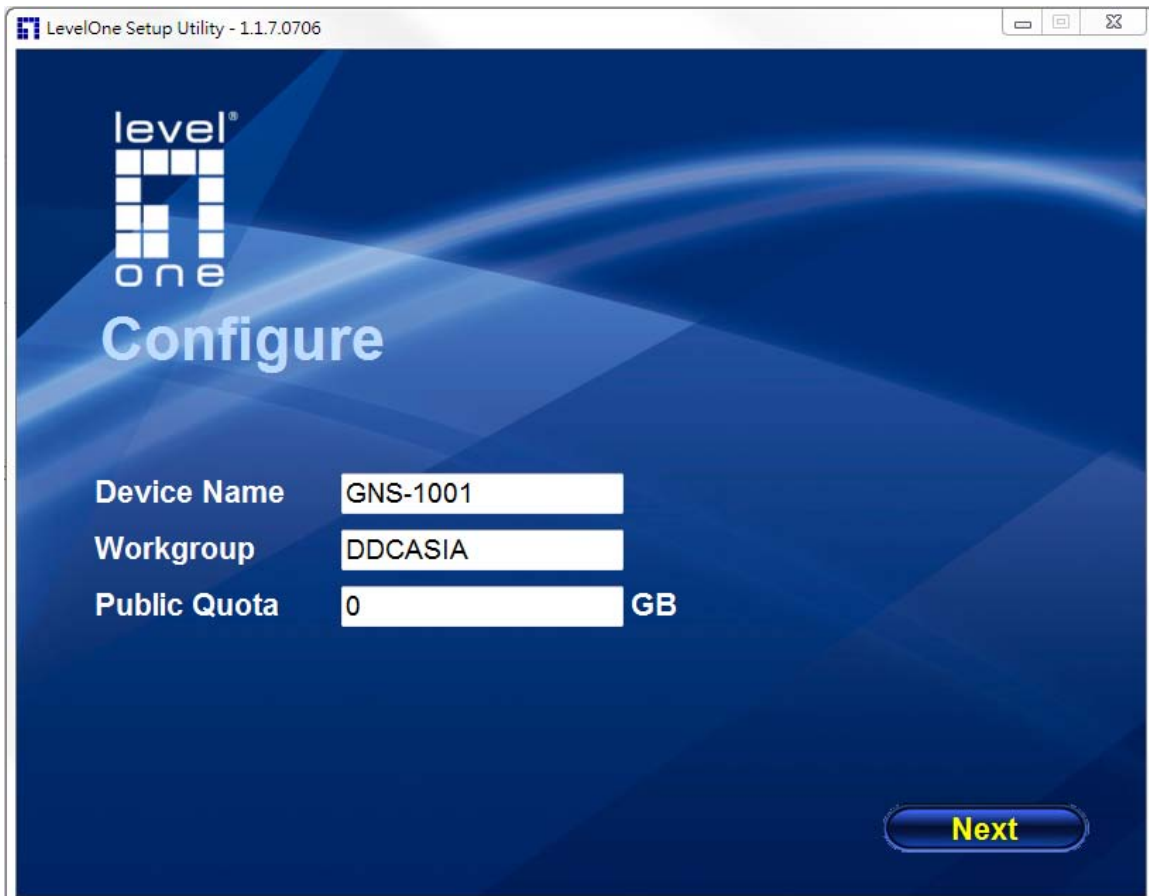 LevelOne Setup Utility - 1.1.7.0706
level®
one
Configure
Device Name GNS-1001
Workgroup DDCASIA
Public Quota 0 GB
Next